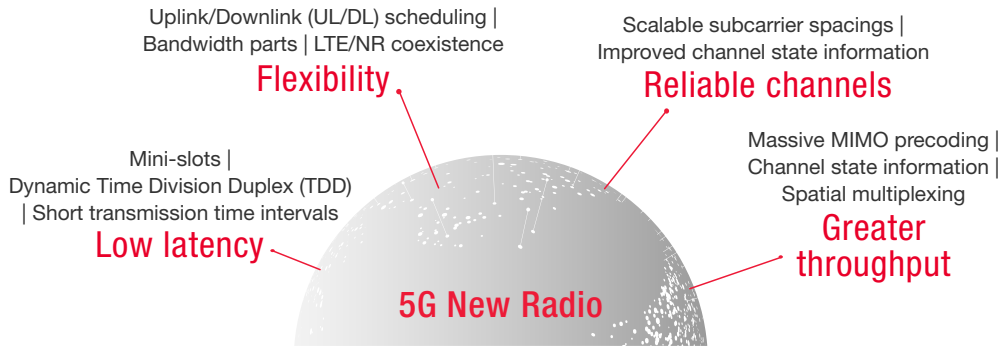 Uplink/Downlink (UL/DL) scheduling |
Bandwidth parts | LTE/NR coexistence
Flexibility
Scalable subcarrier spacings |
Improved channel state information
Reliable channels
Mini-slots |
Dynamic Time Division Duplex (TDD)
| Short transmission time intervals
Low latency
Massive MIMO precoding |
Channel state information |
Spatial multiplexing
Greater
throughput
5G New Radio